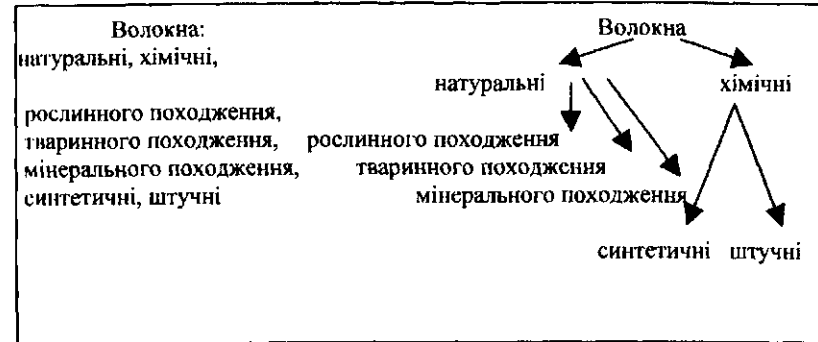 Волокна:
натуральні, хімічні,
рослинного походження,
тваринного походження,
мінерального походження,
синтетичні, штучні
Волокна
натуральні
хімічні
рослинного походження
тваринного походження
мінерального походження
синтетичні штучні